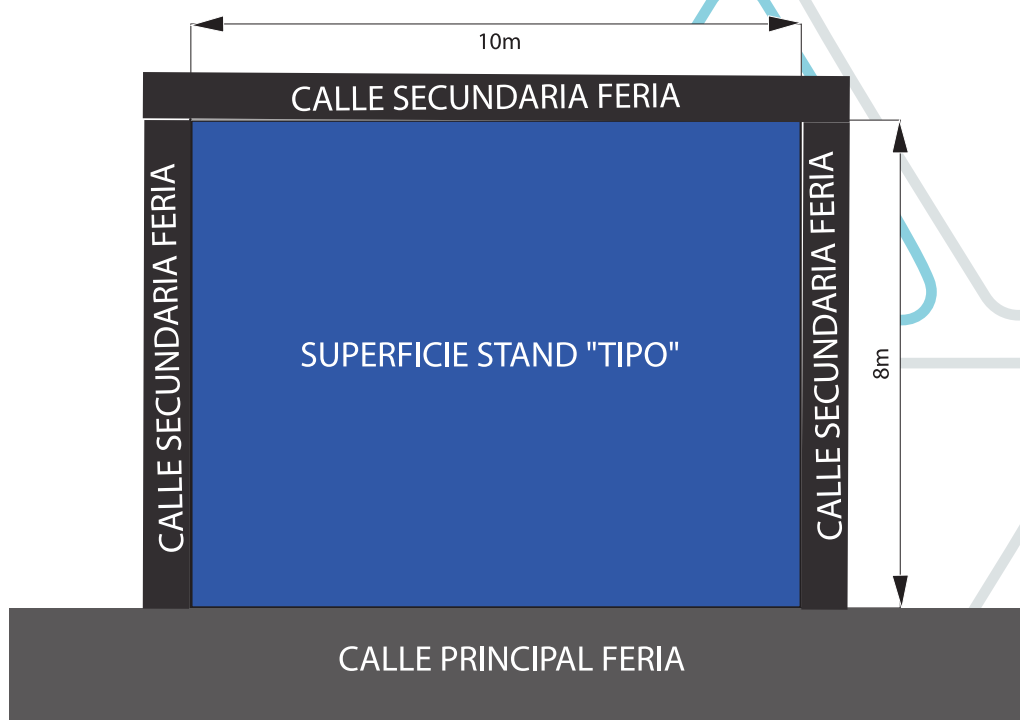 10m
CALLE SECUNDARIA FERIA
CALLE SECUNDARIA FERIA
SUPERFICIE STAND "TIPO"
CALLE SECUNDARIA FERIA
8m
CALLE PRINCIPAL FERIA